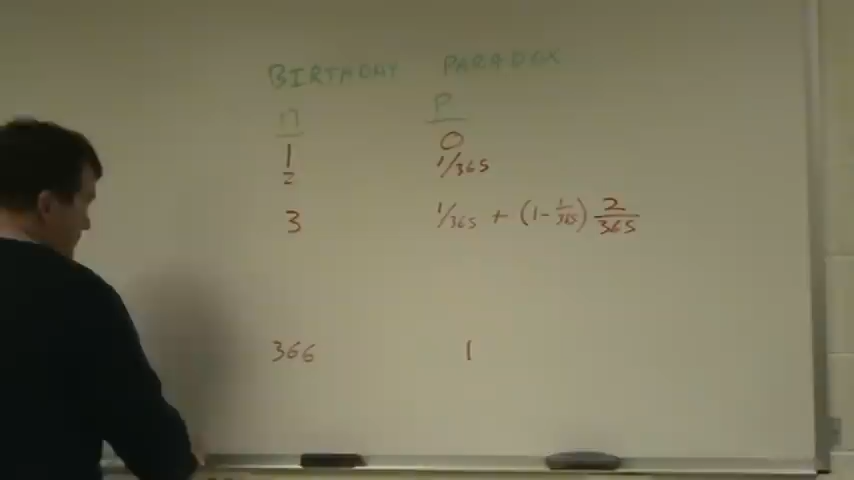 BIRTHDAY PARADOX
n P
1 0
2 1/365
3 1/365 + (1 - 1/365) 2/365
366 1